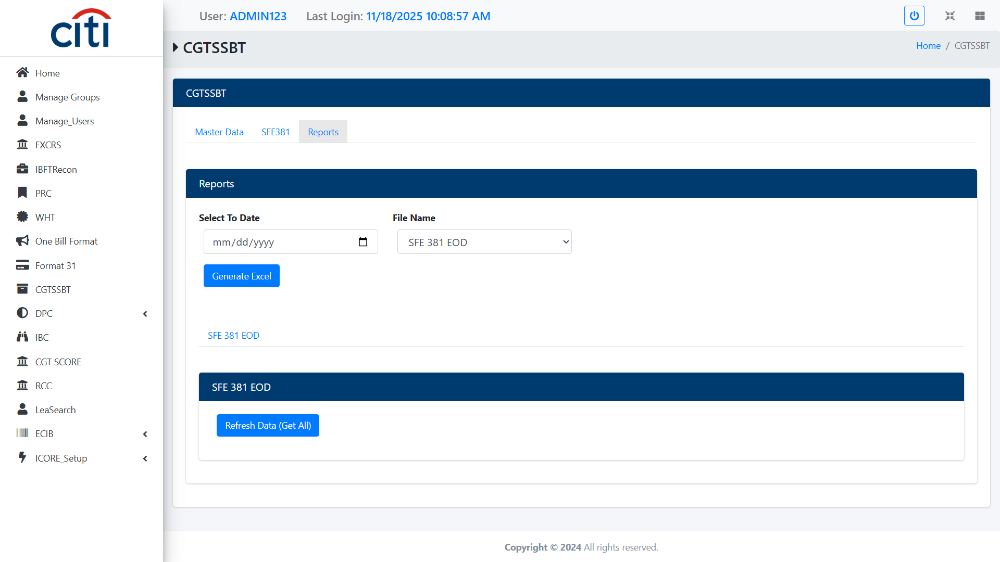 citi
User: ADMIN123 Last Login: 11/18/2025 10:08:57 AM
CGTSSBT
Home / CGTSSBT
Home
Manage Groups
Manage_Users
FXCRS
IBFTRecon
PRC
WHT
One Bill Format
Format 31
CGTSSBT
DPC
IBC
CGT SCORE
RCC
LeaSearch
ECIB
ICORE_Setup
CGTSSBT
Master Data SFE381 Reports
Reports
Select To Date File Name
mm/dd/yyyy SFE 381 EOD
Generate Excel
SFE 381 EOD
SFE 381 EOD
Refresh Data (Get All)
Copyright © 2024 All rights reserved.